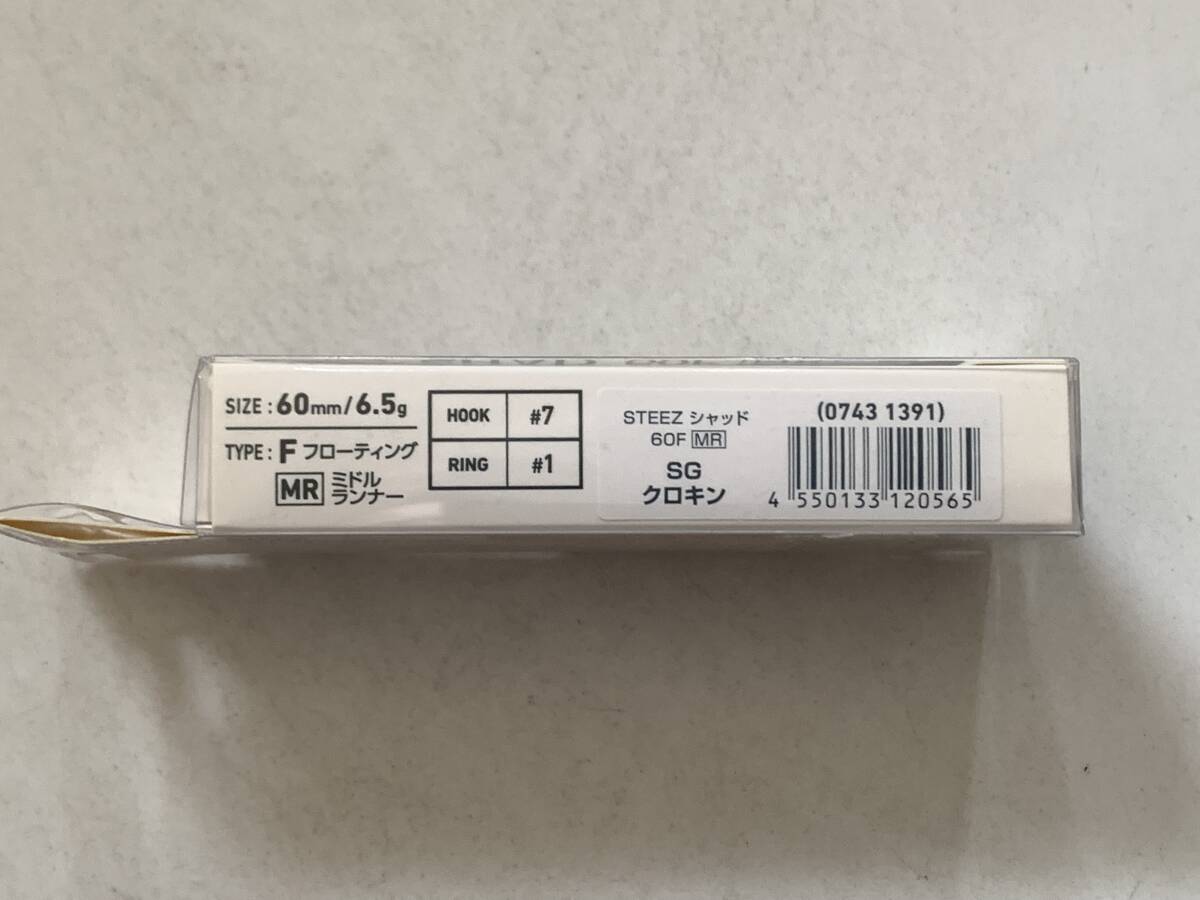 SIZE : 60mm/6.5g
TYPE : F フローティング
MR ミドル
ランナー
HOOK #7
RING #1
STEEZ シャッド
60F MR
SG
クロキン
(0743 1391)
4 550133 120565